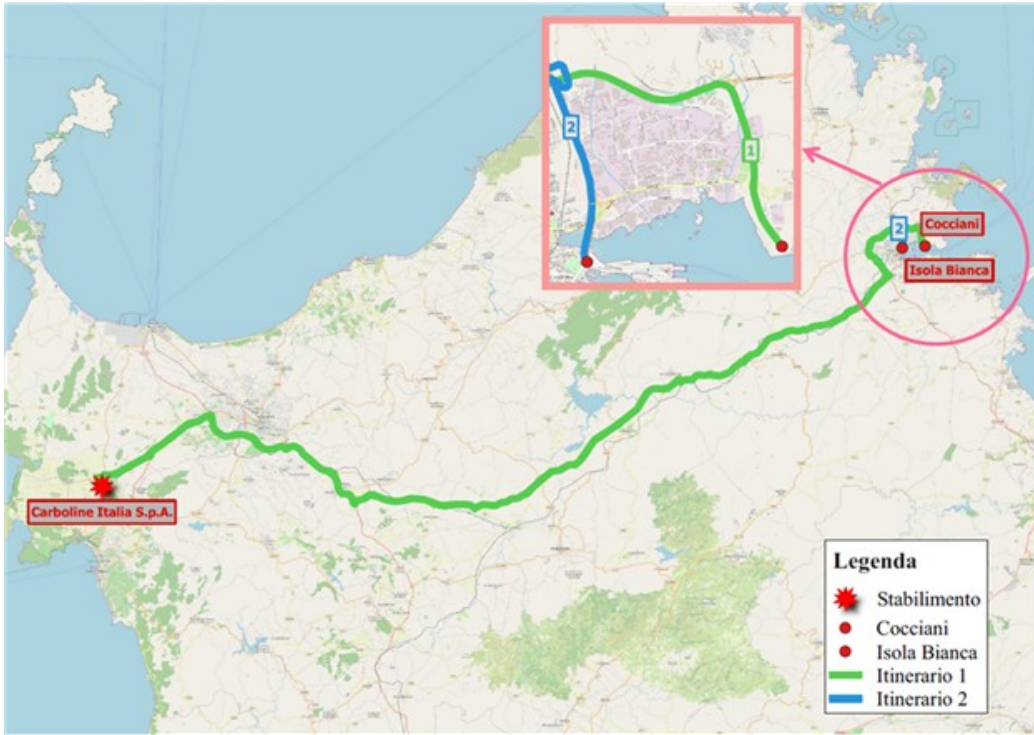 2
1
2
Cocciani
Isola Bianca
Carboline Italia S.p.A.
Legenda
Stabilimento
Cocciani
Isola Bianca
Itinerario 1
Itinerario 2